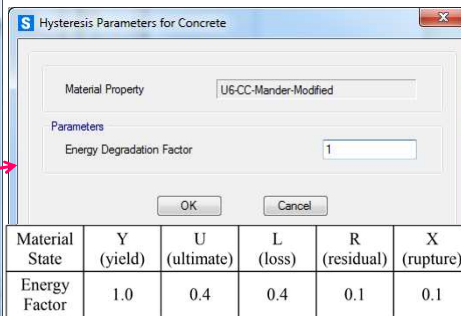 S Hysteresis Parameters for Concrete
x
Material Property U6-CC-Mander-Modified
Parameters
Energy Degradation Factor 1
OK Cancel
Material State Y (yield) U (ultimate) L (loss) R (residual) X (rupture)
Energy Factor 1.0 0.4 0.4 0.1 0.1